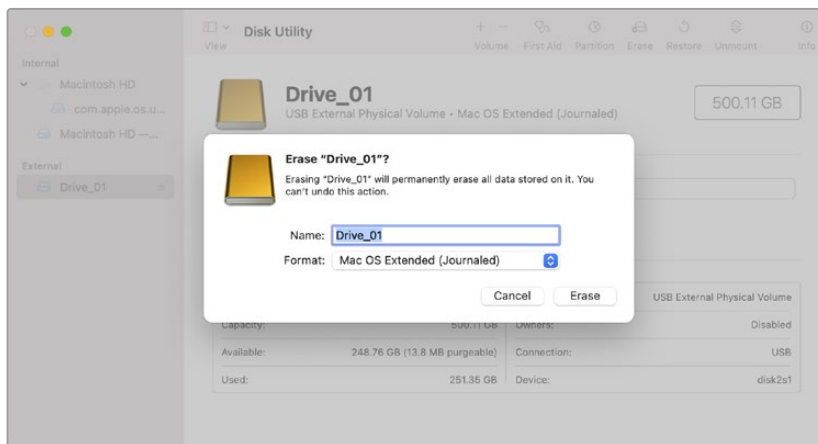 Disk Utility
View
Volume First Aid Partition Erase Restore Unmount Info
Internal
Macintosh HD
com.apple.os.u...
Macintosh HD —...
External
Drive_01
Drive_01
USB External Physical Volume • Mac OS Extended (Journaled)
500.11 GB
Erase “Drive_01”?
Erasing “Drive_01” will permanently erase all data stored on it. You
can’t undo this action.
Name: Drive_01
Format: Mac OS Extended (Journaled)
Cancel Erase
USB External Physical Volume
Capacity: 500.11 GB Owners: Disabled
Available: 248.76 GB (13.8 MB purgeable) Connection: USB
Used: 251.35 GB Device: disk2s1